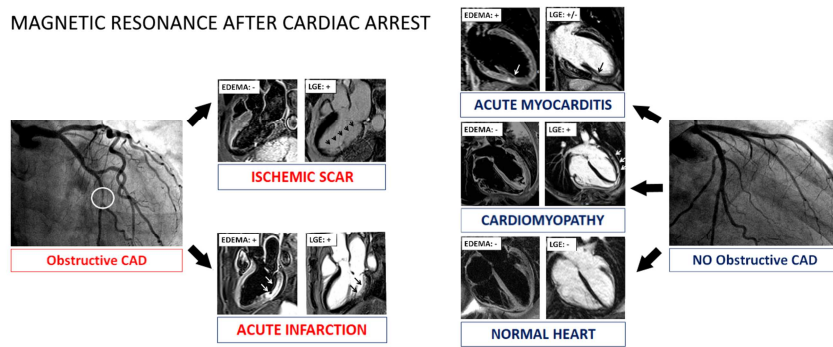 MAGNETIC RESONANCE AFTER CARDIAC ARREST
EDEMA: -
LGE: +
ISCHEMIC SCAR
Obstructive CAD
EDEMA: +
LGE: +
ACUTE INFARCTION
EDEMA: +
LGE: +/-
ACUTE MYOCARDITIS
EDEMA: -
LGE: +
CARDIOMYOPATHY
NO Obstructive CAD
EDEMA: -
LGE: -
NORMAL HEART